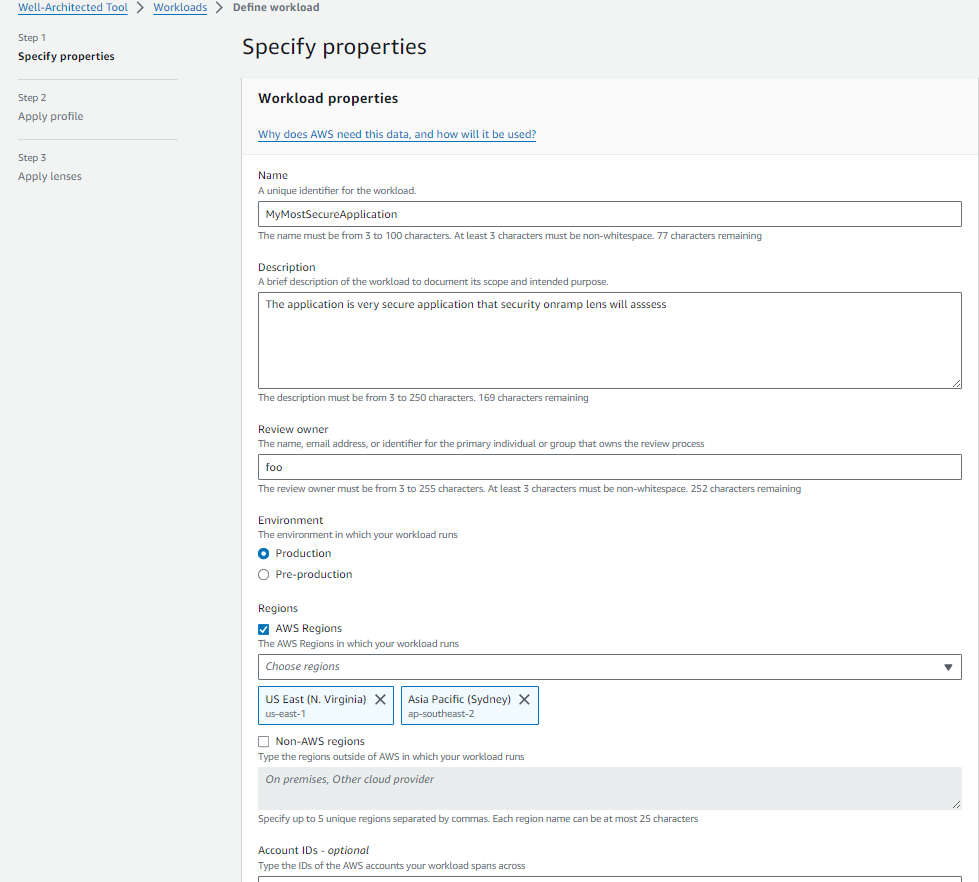 Well-Architected Tool > Workloads > Define workload
Step 1
Specify properties
Step 2
Apply profile
Step 3
Apply lenses
Specify properties
Workload properties
Why does AWS need this data, and how will it be used?
Name
A unique identifier for the workload.
MyMostSecureApplication
The name must be from 3 to 100 characters. At least 3 characters must be non-whitespace. 77 characters remaining
Description
A brief description of the workload to document its scope and intended purpose.
The application is very secure application that security onramp lens will asssess
The description must be from 3 to 250 characters. 169 characters remaining
Review owner
The name, email address, or identifier for the primary individual or group that owns the review process
foo
The review owner must be from 3 to 255 characters. At least 3 characters must be non-whitespace. 252 characters remaining
Environment
The environment in which your workload runs
Production
Pre-production
Regions
AWS Regions
The AWS Regions in which your workload runs
Choose regions
US East (N. Virginia)
us-east-1
Asia Pacific (Sydney)
ap-southeast-2
Non-AWS regions
Type the regions outside of AWS in which your workload runs
On premises, Other cloud provider
Specify up to 5 unique regions separated by commas. Each region name can be at most 25 characters
Account IDs - optional
Type the IDs of the AWS accounts your workload spans across